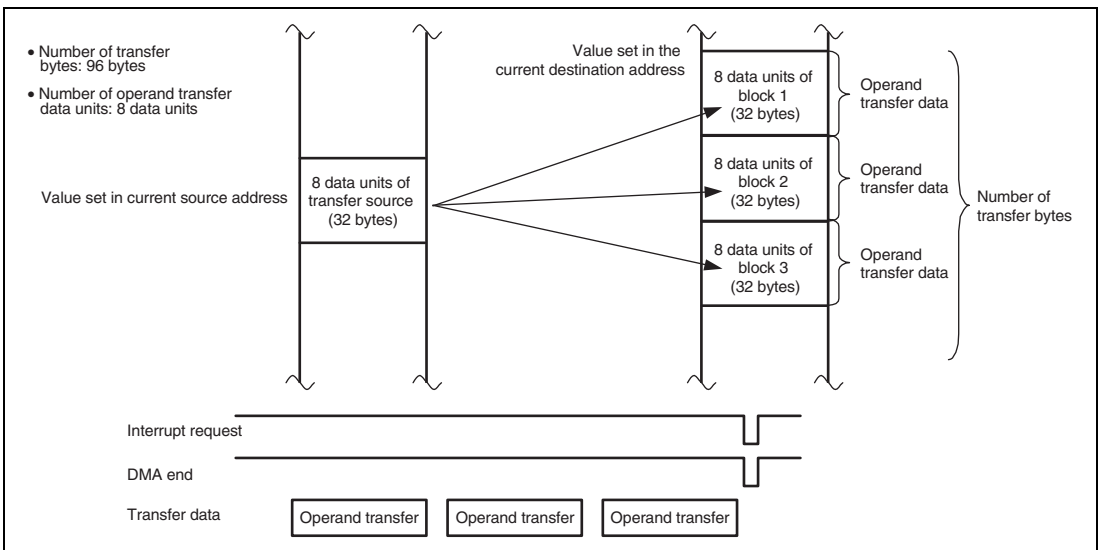 • Number of transfer
bytes: 96 bytes
• Number of operand transfer
data units: 8 data units
Value set in current source address
8 data units of
transfer source
(32 bytes)
Value set in the
current destination address
8 data units of
block 1
(32 bytes)
Operand
transfer data
8 data units of
block 2
(32 bytes)
Operand
transfer data
8 data units of
block 3
(32 bytes)
Operand
transfer data
Number of
transfer bytes
Interrupt request
DMA end
Transfer data
Operand transfer
Operand transfer
Operand transfer